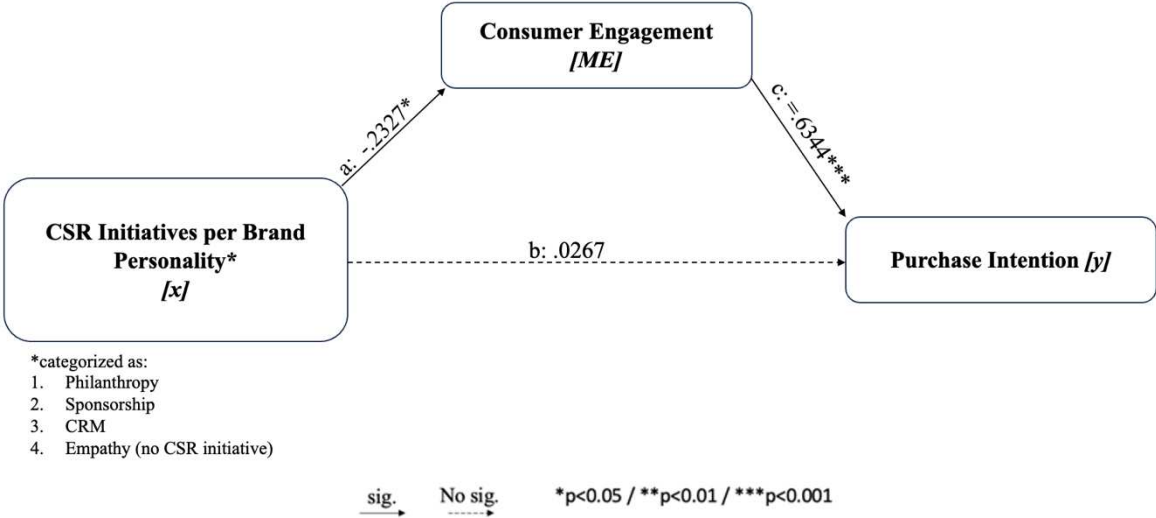 Consumer Engagement
[ME]
a: -.2327*
c: =.6344***
CSR Initiatives per Brand
Personality*
[x]
b: .0267
Purchase Intention [y]
*categorized as:
1. Philanthropy
2. Sponsorship
3. CRM
4. Empathy (no CSR initiative)
sig. No sig. *p<0.05 / **p<0.01 / ***p<0.001